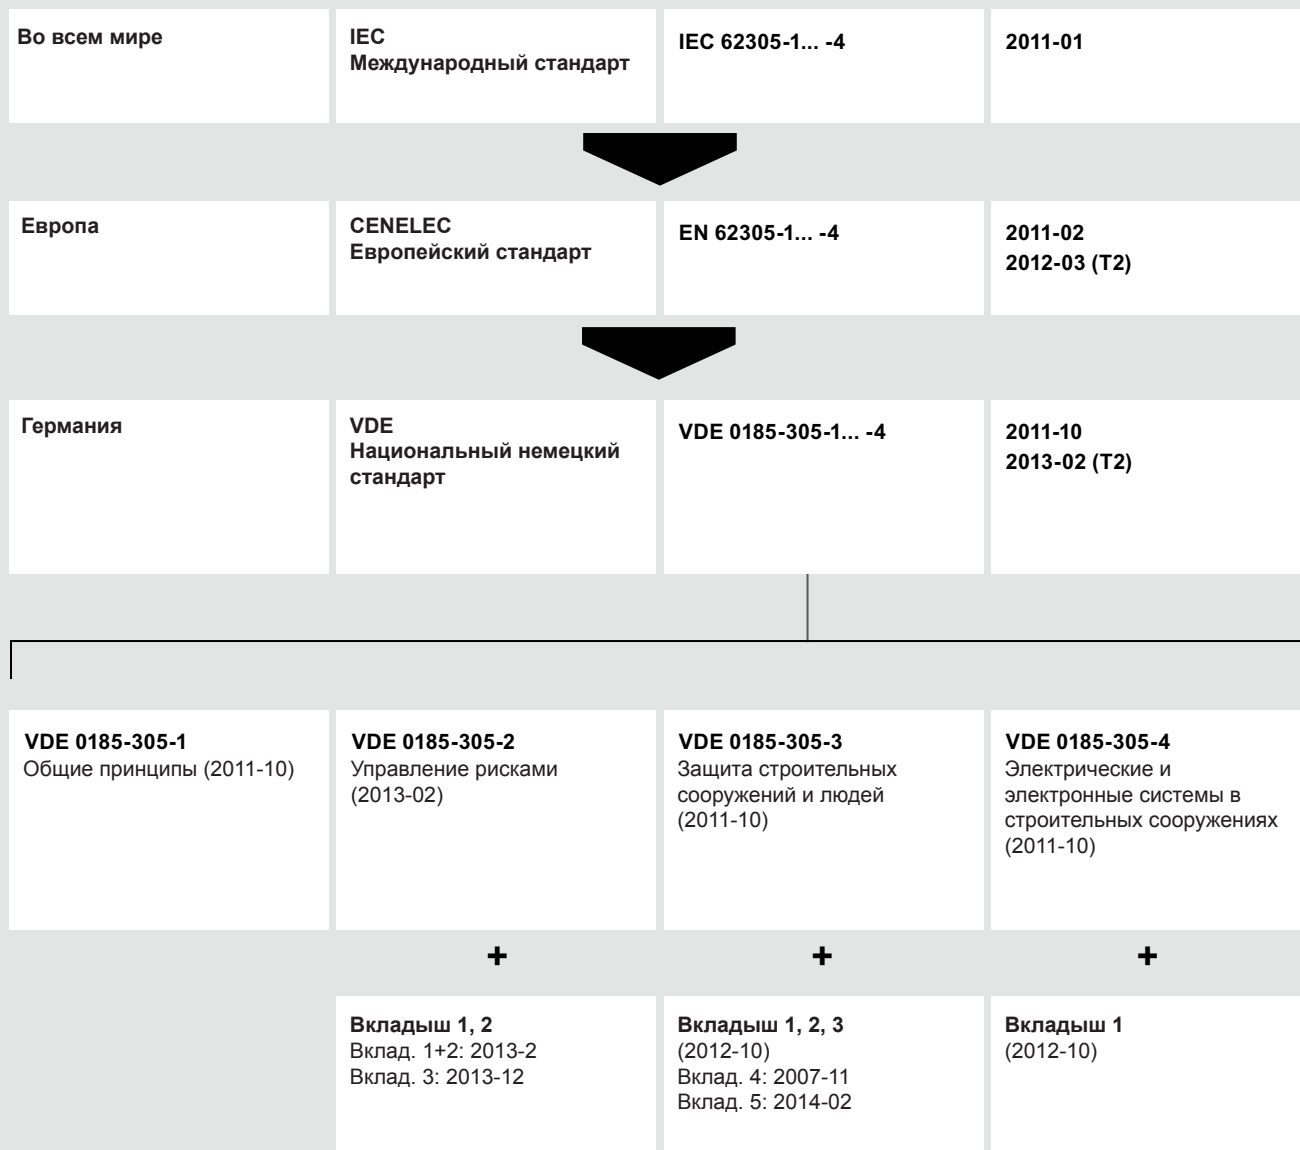 Во всем мире
IEC
Международный стандарт
IEC 62305-1... -4
2011-01
Европа
CENELEC
Европейский стандарт
EN 62305-1... -4
2011-02
2012-03 (T2)
Германия
VDE
Национальный немецкий
стандарт
VDE 0185-305-1... -4
2011-10
2013-02 (T2)
VDE 0185-305-1
Общие принципы (2011-10)
VDE 0185-305-2
Управление рисками
(2013-02)
VDE 0185-305-3
Защита строительных
сооружений и людей
(2011-10)
VDE 0185-305-4
Электрические и
электронные системы в
строительных сооружениях
(2011-10)
+
+
+
Вкладыш 1, 2
Вклад. 1+2: 2013-2
Вклад. 3: 2013-12
Вкладыш 1, 2, 3
(2012-10)
Вклад. 4: 2007-11
Вклад. 5: 2014-02
Вкладыш 1
(2012-10)